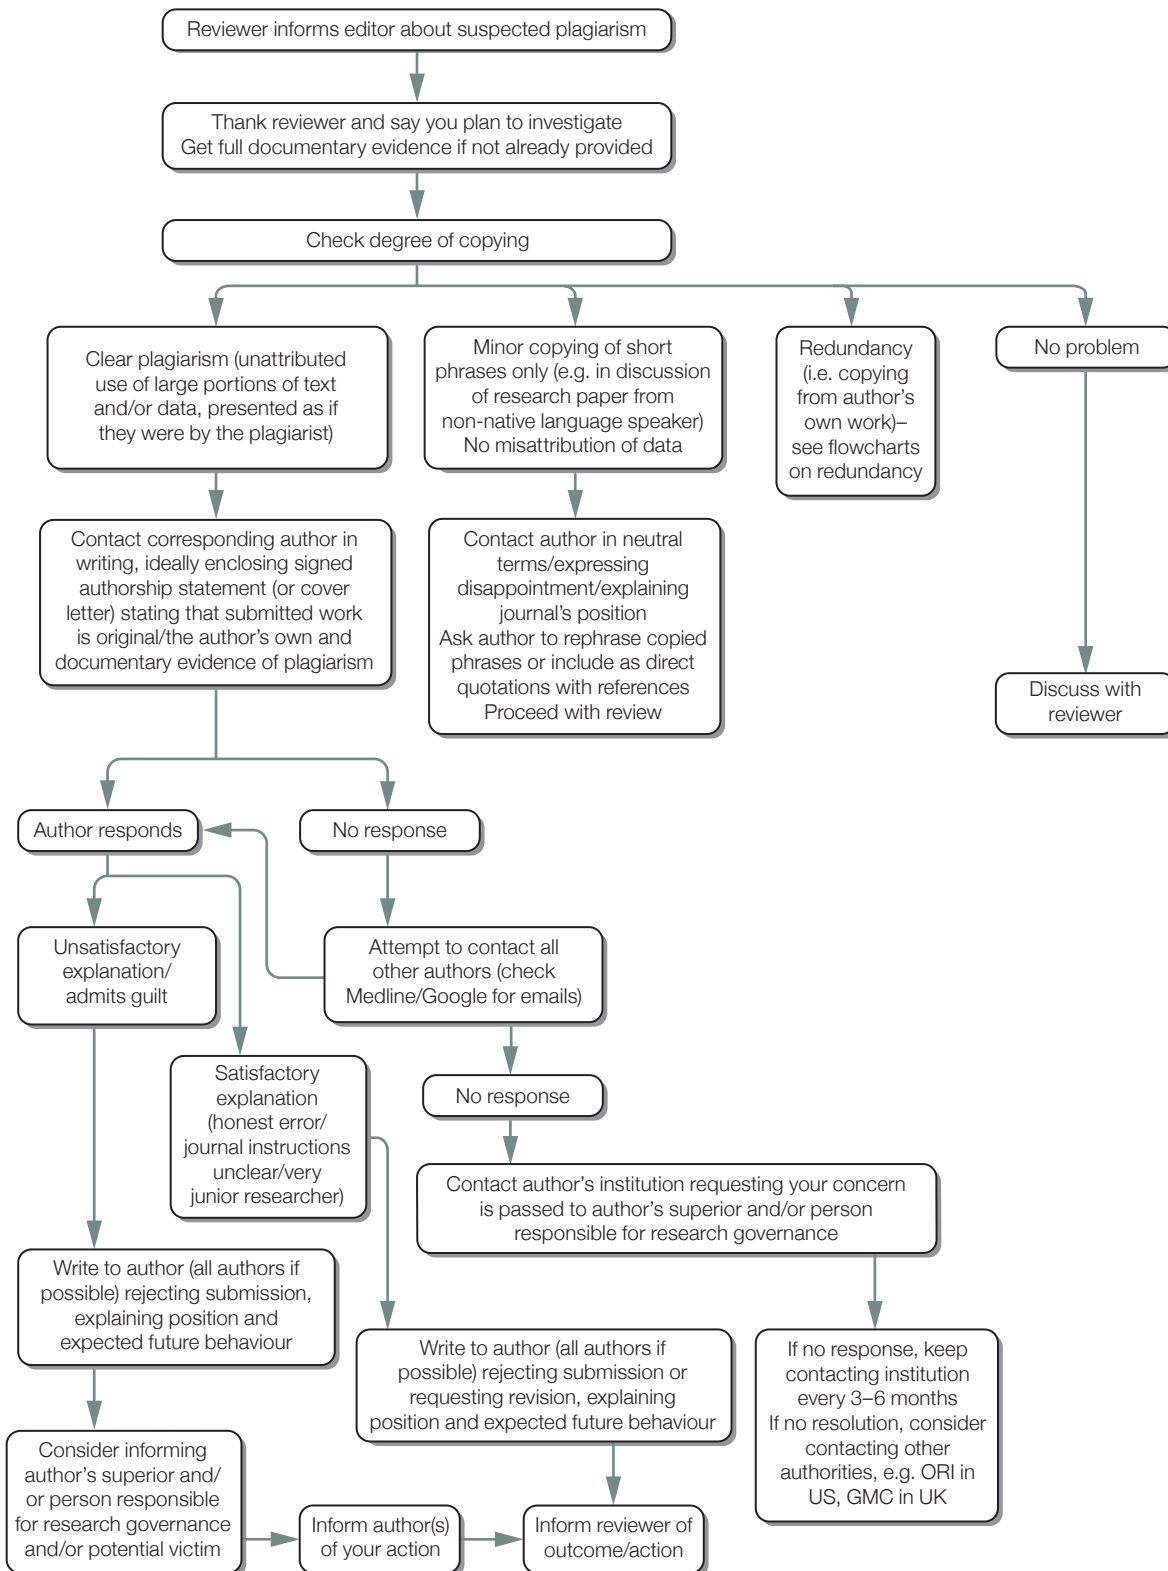 Reviewer informs editor about suspected plagiarism
Thank reviewer and say you plan to investigate
Get full documentary evidence if not already provided
Check degree of copying
Clear plagiarism (unattributed
use of large portions of text
and/or data, presented as if
they were by the plagiarist)
Minor copying of short
phrases only (e.g. in discussion
of research paper from
non-native language speaker)
No misattribution of data
Redundancy
(i.e. copying
from author's
own work)–
see flowcharts
on redundancy
No problem
Contact corresponding author in
writing, ideally enclosing signed
authorship statement (or cover
letter) stating that submitted work
is original/the author's own and
documentary evidence of plagiarism
Contact author in neutral
terms/expressing
disappointment/explaining
journal's position
Ask author to rephrase copied
phrases or include as direct
quotations with references
Proceed with review
Discuss with
reviewer
Author responds
No response
Unsatisfactory
explanation/
admits guilt
Attempt to contact all
other authors (check
Medline/Google for emails)
Satisfactory
explanation
(honest error/
journal instructions
unclear/very
junior researcher)
No response
Contact author's institution requesting your concern
is passed to author's superior and/or person
responsible for research governance
Write to author (all authors if
possible) rejecting submission,
explaining position and
expected future behaviour
Write to author (all authors if
possible) rejecting submission or
requesting revision, explaining
position and expected future behaviour
If no response, keep
contacting institution
every 3–6 months
If no resolution, consider
contacting other
authorities, e.g. ORI in
US, GMC in UK
Consider informing
author's superior and/
or person responsible
for research governance
and/or potential victim
Inform author(s)
of your action
Inform reviewer of
outcome/action